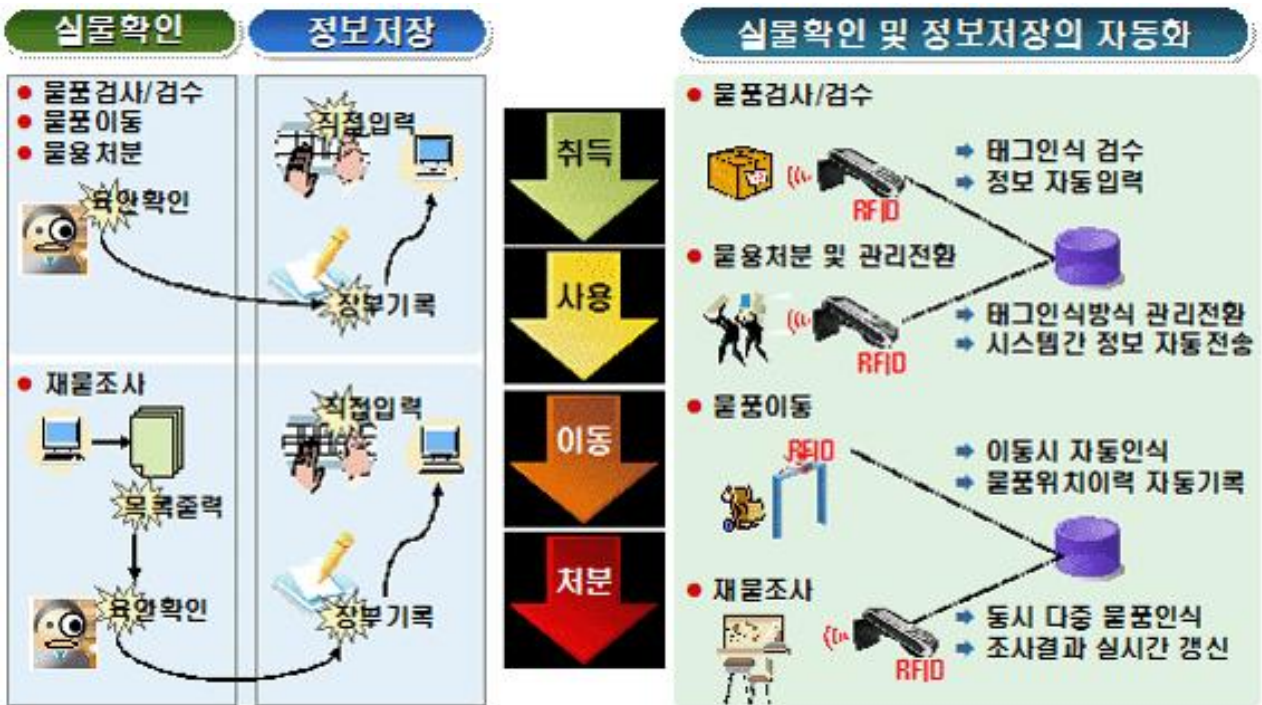 실물확인
정보저장
실물확인 및 정보저장의 자동화
● 물품검사/검수
● 물품이동
● 물용처분
육안확인
직접입력
장부기록
● 재물조사
목록출력
육안확인
직접입력
장부기록
취득
사용
이동
처분
● 물품검사/검수
RFID
➡ 태그인식 검수
➡ 정보 자동입력
● 물용처분 및 관리전환
RFID
➡ 태그인식방식 관리전환
➡ 시스템간 정보 자동전송
● 물품이동
RFID
➡ 이동시 자동인식
➡ 물품위치이력 자동기록
● 재물조사
RFID
➡ 동시 다중 물품인식
➡ 조사결과 실시간 갱신